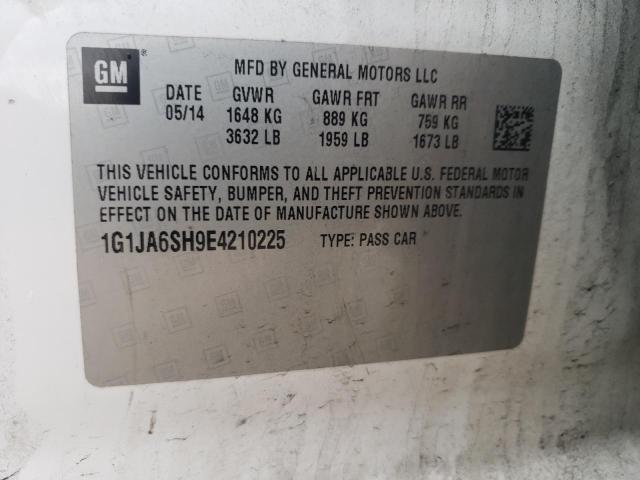 GM
MFD BY GENERAL MOTORS LLC
DATE GVWR GAWR FRT GAWR RR
05/14 1648 KG 889 KG 759 KG
3632 LB 1959 LB 1673 LB
THIS VEHICLE CONFORMS TO ALL APPLICABLE U.S. FEDERAL MOTOR
VEHICLE SAFETY, BUMPER, AND THEFT PREVENTION STANDARDS IN
EFFECT ON THE DATE OF MANUFACTURE SHOWN ABOVE.
1G1JA6SH9E4210225 TYPE: PASS CAR